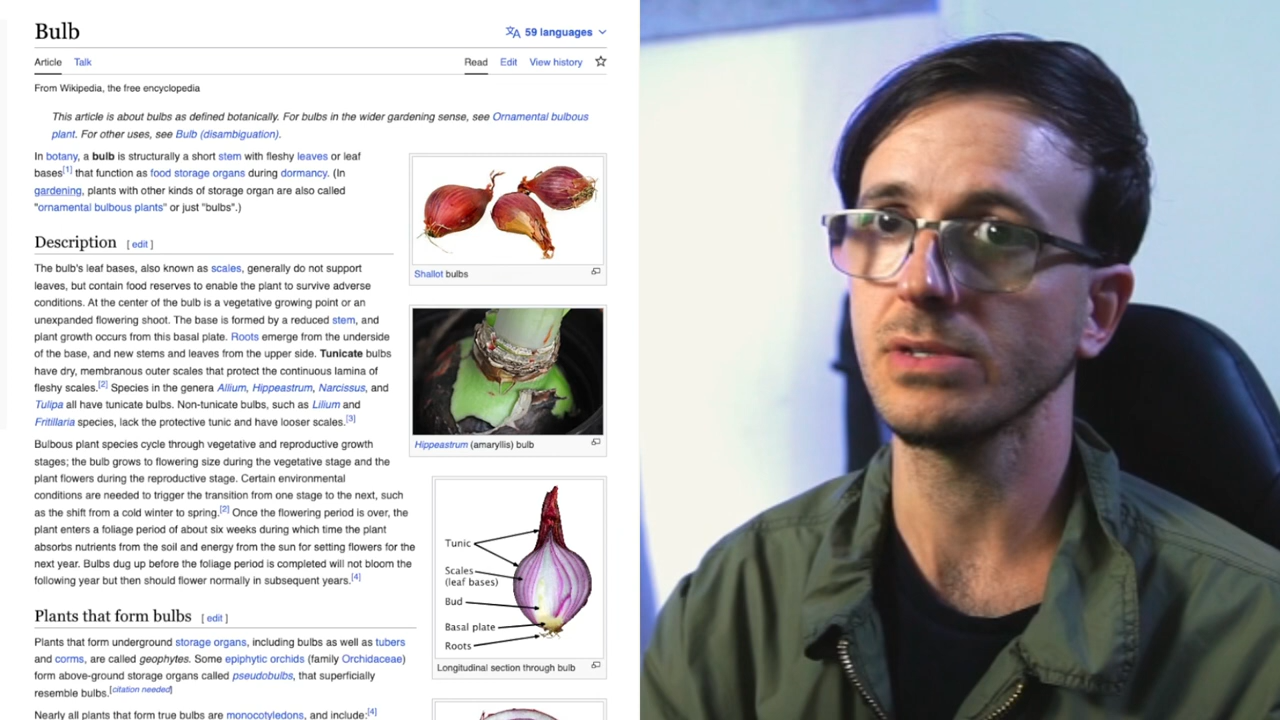 Bulb
59 languages
Article Talk Read Edit View history
From Wikipedia, the free encyclopedia
This article is about bulbs as defined botanically. For bulbs in the wider gardening sense, see Ornamental bulbous
plant. For other uses, see Bulb (disambiguation).
In botany, a bulb is structurally a short stem with fleshy leaves or leaf
bases[1] that function as food storage organs during dormancy. (In
gardening, plants with other kinds of storage organ are also called
"ornamental bulbous plants" or just "bulbs".)
Shallot bulbs
Description [ edit ]
The bulb's leaf bases, also known as scales, generally do not support
leaves, but contain food reserves to enable the plant to survive adverse
conditions. At the center of the bulb is a vegetative growing point or an
unexpanded flowering shoot. The base is formed by a reduced stem, and
plant growth occurs from this basal plate. Roots emerge from the underside
of the base, and new stems and leaves from the upper side. Tunicate bulbs
have dry, membranous outer scales that protect the continuous lamina of
fleshy scales.[2] Species in the genera Allium, Hippeastrum, Narcissus, and
Tulipa all have tunicate bulbs. Non-tunicate bulbs, such as Lilium and
Fritillaria species, lack the protective tunic and have looser scales.[3]
Hippeastrum (amaryllis) bulb
Bulbous plant species cycle through vegetative and reproductive growth
stages; the bulb grows to flowering size during the vegetative stage and the
plant flowers during the reproductive stage. Certain environmental
conditions are needed to trigger the transition from one stage to the next, such
as the shift from a cold winter to spring.[2] Once the flowering period is over, the
plant enters a foliage period of about six weeks during which time the plant
absorbs nutrients from the soil and energy from the sun for setting flowers for the
next year. Bulbs dug up before the foliage period is completed will not bloom the
following year but then should flower normally in subsequent years.[4]
Tunic
Scales
(leaf bases)
Bud
Basal plate
Roots
Longitudinal section through bulb
Plants that form bulbs [ edit ]
Plants that form underground storage organs, including bulbs as well as tubers
and corms, are called geophytes. Some epiphytic orchids (family Orchidaceae)
form above-ground storage organs called pseudobulbs, that superficially
resemble bulbs.[citation needed]
Nearly all plants that form true bulbs are monocotyledons, and include:[4]